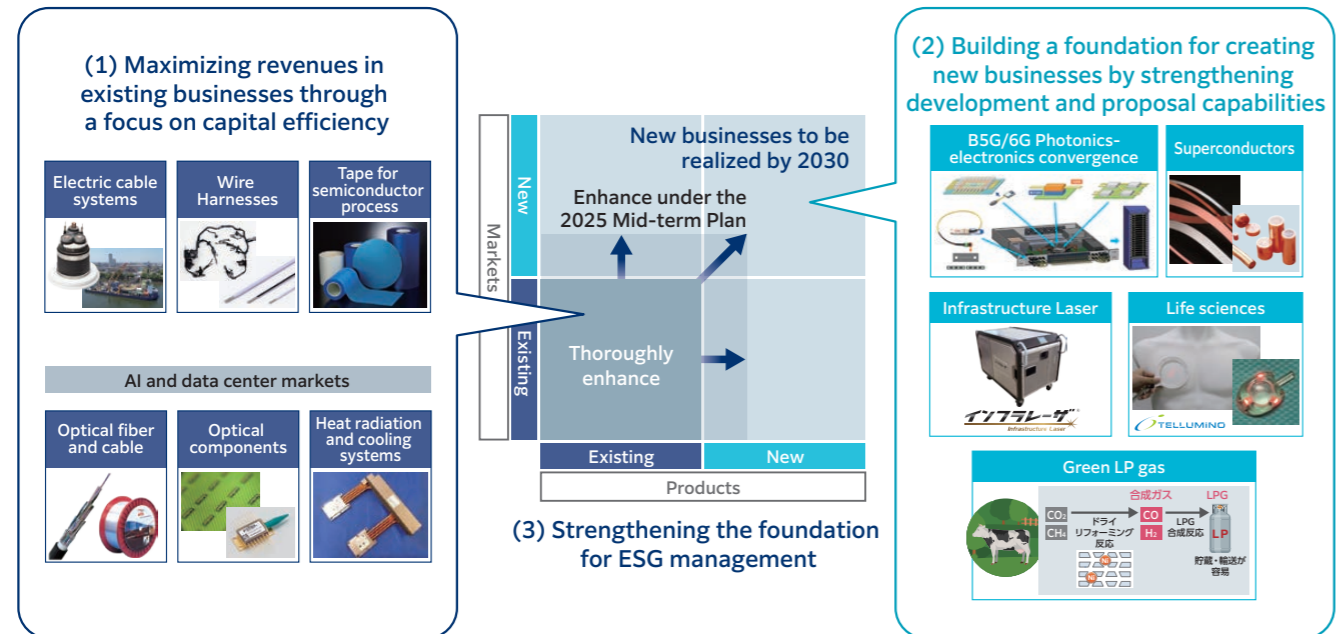 (1) Maximizing revenues in
existing businesses through
a focus on capital efficiency
Electric cable
systems
Wire
Harnesses
Tape for
semiconductor
process
AI and data center markets
Optical fiber
and cable
Optical
components
Heat radiation
and cooling
systems
New businesses to be
realized by 2030
Enhance under the
2025 Mid-term Plan
Markets
New
Existing
Thoroughly
enhance
Existing
New
Products
(3) Strengthening the foundation
for ESG management
(2) Building a foundation for creating
new businesses by strengthening
development and proposal capabilities
B5G/6G Photonics-
electronics convergence
Superconductors
Infrastructure Laser
インフラレーザ®
Infrastructure Laser
Life sciences
TELLUMINO
Green LP gas
合成ガス
LPG
CO₂
CH₄
ドライ
リフォーミング
反応
CO
H₂
LPG
合成反応
LP
Ni
Ni
貯蔵・輸送が
容易